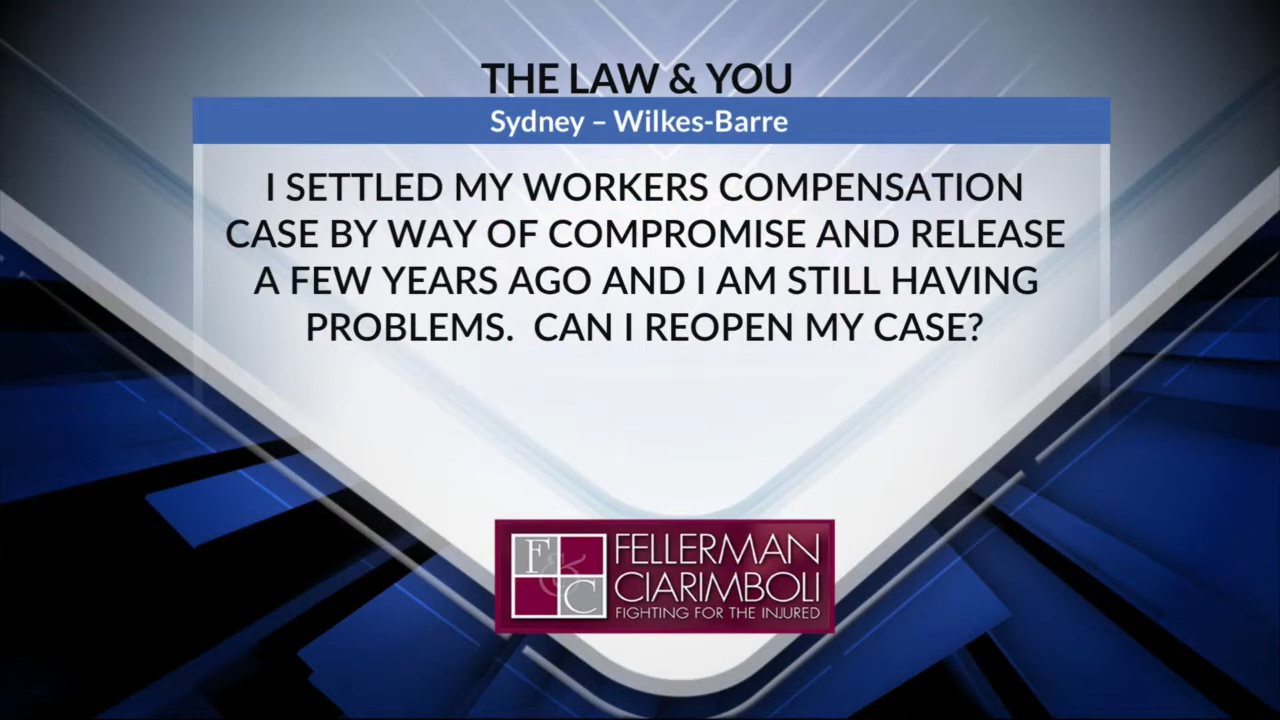 THE LAW & YOU
Sydney – Wilkes-Barre
I SETTLED MY WORKERS COMPENSATION
CASE BY WAY OF COMPROMISE AND RELEASE
A FEW YEARS AGO AND I AM STILL HAVING
PROBLEMS.  CAN I REOPEN MY CASE?
F&C
FELLERMAN
CIARIMBOLI
FIGHTING FOR THE INJURED